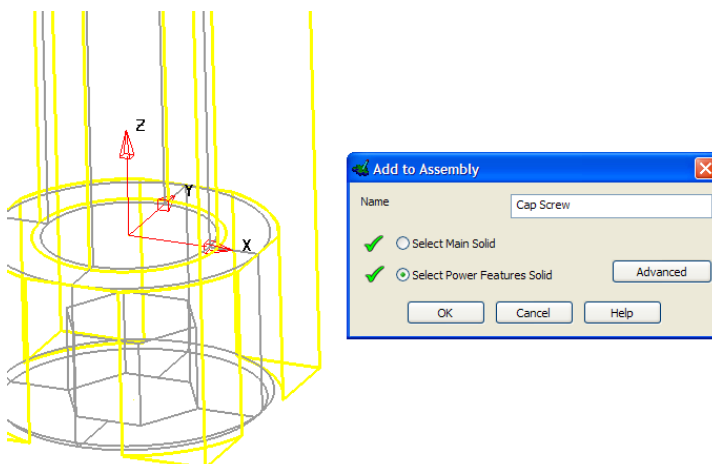 Z
Y
X
Add to Assembly
Name
Cap Screw
Select Main Solid
Select Power Features Solid
Advanced
OK
Cancel
Help